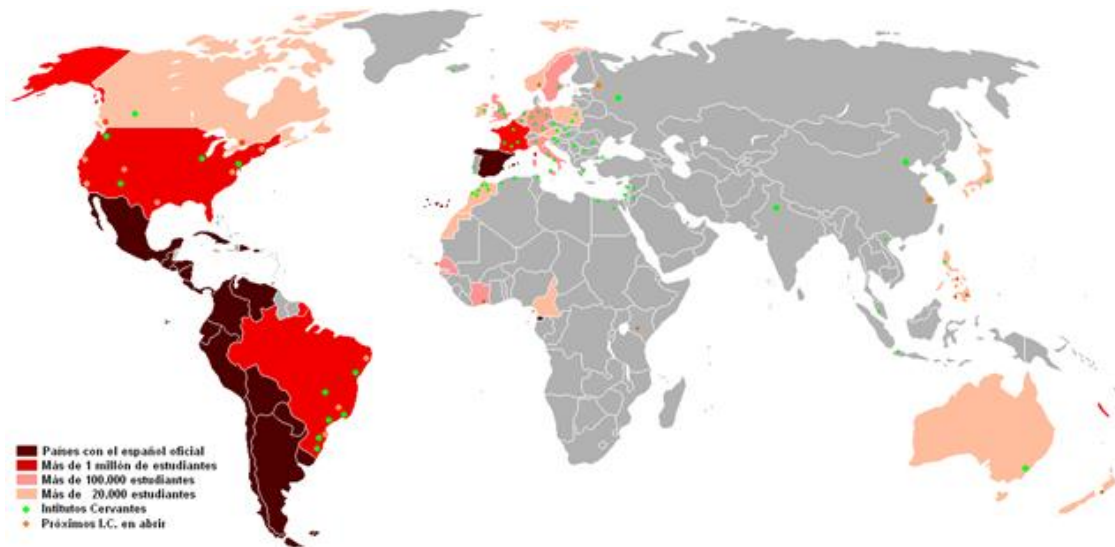 Países con el español oficial
Más de 1 millón de estudiantes
Más de 100.000 estudiantes
Más de 20.000 estudiantes
Intitutos Cervantes
Próximos I.C. en abrir